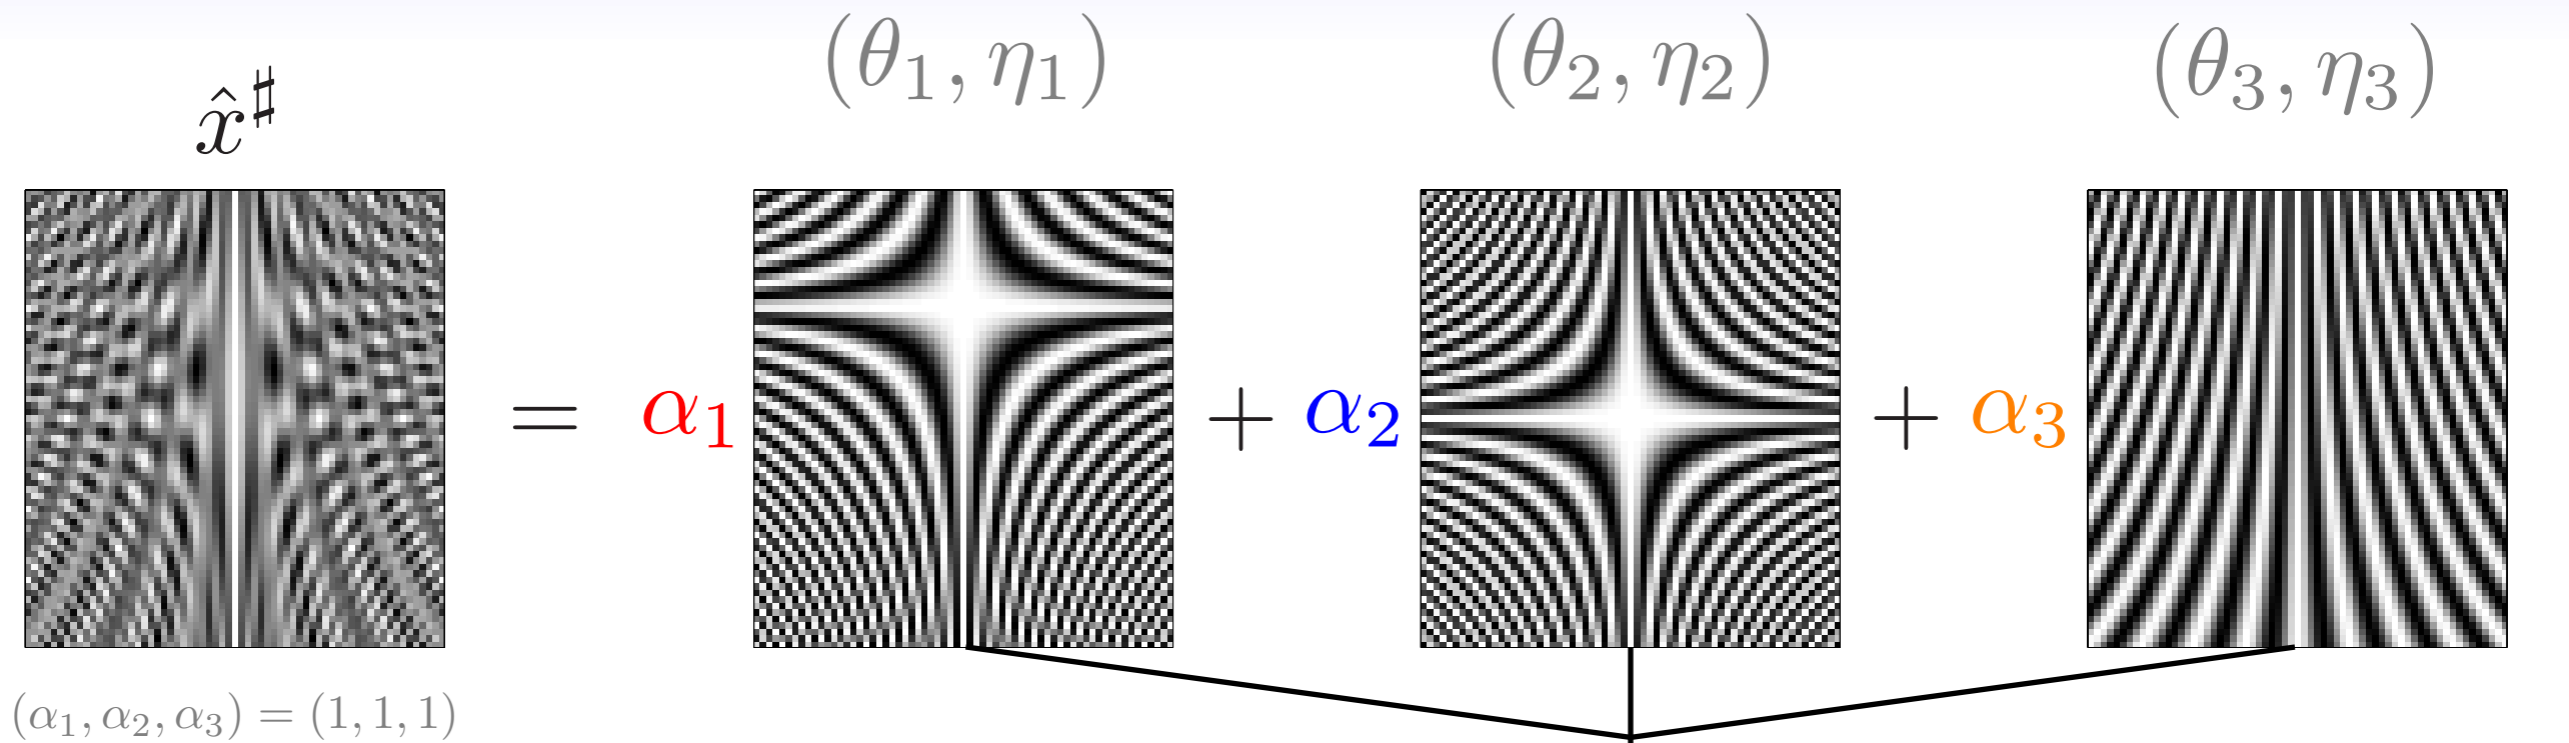 x̂♯
(θ₁, η₁) (θ₂, η₂) (θ₃, η₃)
= α₁ + α₂ + α₃
(α₁, α₂, α₃) = (1, 1, 1)